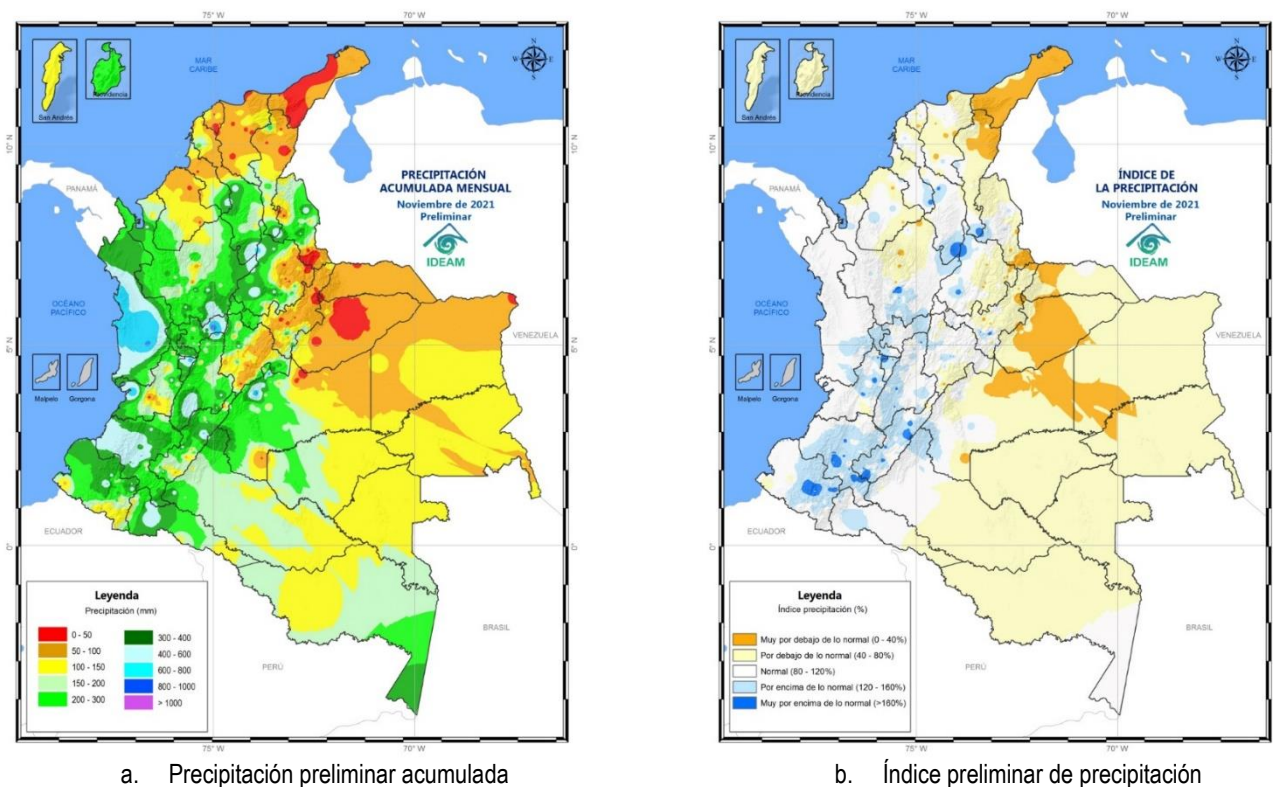 75° W 70° W
San Andrés
Providencia
MAR
CARIBE
N
W E
S
10° N
PRECIPITACIÓN
ACUMULADA MENSUAL
Noviembre de 2021
Preliminar
IDEAM
PANAMÁ
OCÉANO
PACÍFICO
VENEZUELA
5° N
Malpelo Gorgona
ECUADOR
0°
BRASIL
PERÚ
Leyenda
Precipitación (mm)
0 - 50
50 - 100
100 - 150
150 - 200
200 - 300
300 - 400
400 - 600
600 - 800
800 - 1000
> 1000
75° W 70° W
a. Precipitación preliminar acumulada
75° W 70° W
San Andrés
Providencia
MAR
CARIBE
N
W E
S
10° N
ÍNDICE DE
LA PRECIPITACIÓN
Noviembre de 2021
Preliminar
IDEAM
PANAMÁ
OCÉANO
PACÍFICO
VENEZUELA
5° N
Malpelo Gorgona
ECUADOR
0°
BRASIL
PERÚ
Leyenda
Índice precipitación (%)
Muy por debajo de lo normal (0 - 40%)
Por debajo de lo normal (40 - 80%)
Normal (80 - 120%)
Por encima de lo normal (120 - 160%)
Muy por encima de lo normal (>160%)
75° W 70° W
b. Índice preliminar de precipitación